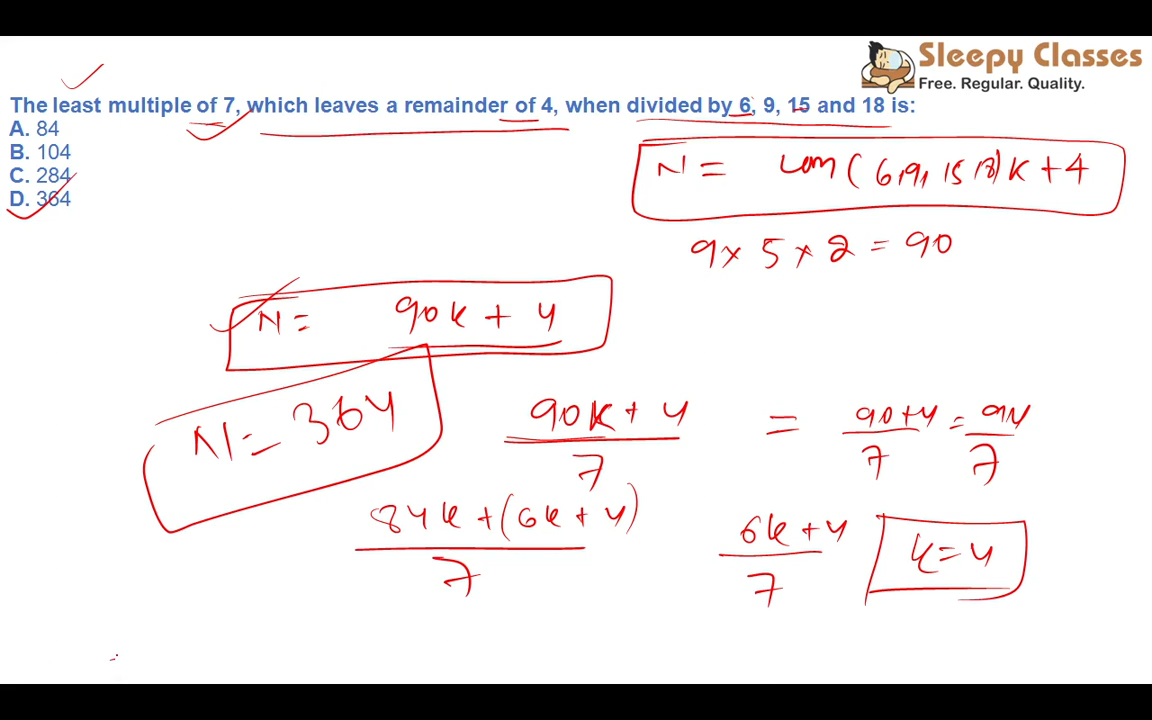 Sleepy Classes
Free. Regular. Quality.
The least multiple of 7, which leaves a remainder of 4, when divided by 6, 9, 15 and 18 is:
A. 84
B. 104
C. 284
D. 364
N = Lcm (6,9, 15 18) K + 4
9 x 5 x 2 = 90
N = 90k + 4
N = 364
90k + 4 / 7 = 90+4 / 7 = 94 / 7
84k + (6k + 4) / 7
6k + 4 / 7
k = 4